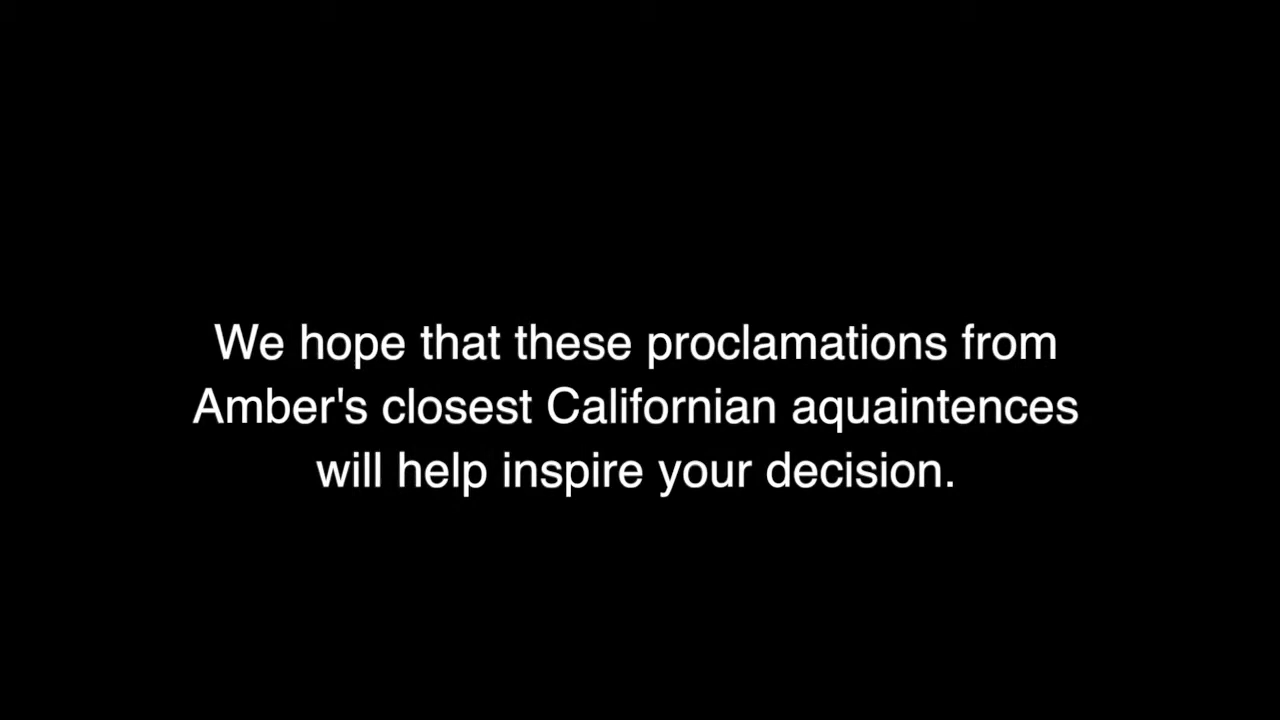 We hope that these proclamations from
Amber's closest Californian aquaintences
will help inspire your decision.